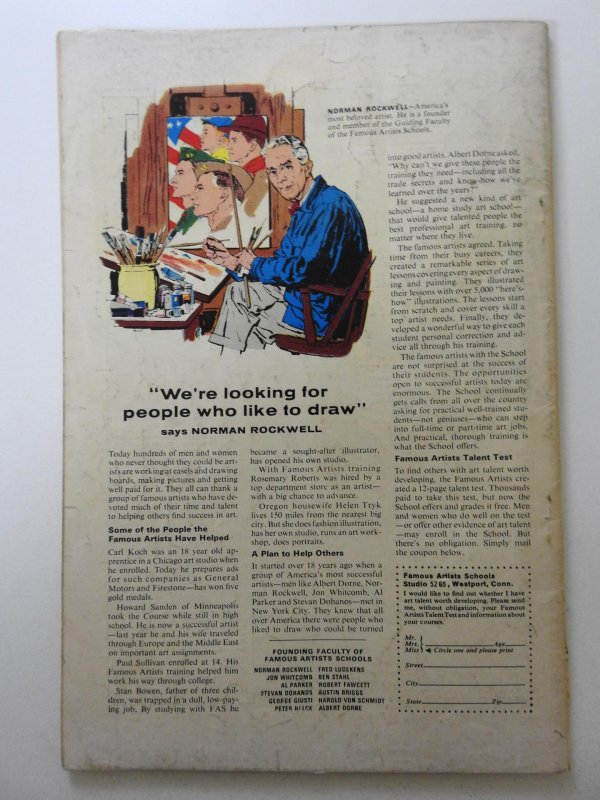 NORMAN ROCKWELL—America's
most beloved artist. He is a founder
and member of the Guiding Faculty
of the Famous Artists Schools.
"We're looking for
people who like to draw"
says NORMAN ROCKWELL
Today hundreds of men and women
who never thought they could be art-
ists are working at easels and drawing
boards, making pictures and getting
well paid for it. They all can thank a
group of famous artists who have de-
voted much of their time and talent
to helping others find success in art.
Some of the People the
Famous Artists Have Helped
Carl Koch was an 18 year old ap-
prentice in a Chicago art studio when
he enrolled. Today he prepares ads
for such companies as General
Motors and Firestone—has won five
gold medals.
Howard Sanden of Minneapolis
took the Course while still in high
school. He is now a successful artist
—last year he and his wife traveled
through Europe and the Middle East
on important art assignments.
Paul Sullivan enrolled at 14. His
Famous Artists training helped him
work his way through college.
Stan Bowen, father of three chil-
dren, was trapped in a dull, low-pay-
ing job. By studying with FAS he
became a sought-after illustrator,
has opened his own studio.
With Famous Artists training
Rosemary Roberts was hired by a
top department store as an artist—
with a big chance to advance.
Oregon housewife Helen Tryk
lives 150 miles from the nearest big
city. But she does fashion illustration,
has her own studio, runs an art work-
shop, does portraits.
A Plan to Help Others
It started over 18 years ago when a
group of America's most successful
artists—men like Albert Dorne, Nor-
man Rockwell, Jon Whitcomb, Al
Parker and Stevan Dohanos—met in
New York City. They knew that all
over America there were people who
liked to draw who could be turned
FOUNDING FACULTY OF
FAMOUS ARTISTS SCHOOLS
NORMAN ROCKWELL FRED LUDEKENS
JON WHITCOMB BEN STAHL
AL PARKER ROBERT FAWCETT
STEVAN DOHANOS AUSTIN BRIGGS
GEORGE GIUSTI HAROLD VON SCHMIDT
PETER HELCK ALBERT DORNE
into good artists. Albert Dorne asked,
"Why can't we give these people the
training they need—including all the
trade secrets and know-how we've
learned over the years?"
He suggested a new kind of art
school—a home study art school—
that would give talented people the
best professional art training, no
matter where they live.
The famous artists agreed. Taking
time from their busy careers, they
created a remarkable series of art
lessons covering every aspect of draw-
ing and painting. They illustrated
their lessons with over 5,000 "here's-
how" illustrations. The lessons start
from scratch and cover every skill a
top artist needs. Finally, they de-
veloped a wonderful way to give each
student personal correction and ad-
vice all through his training.
The famous artists with the School
are not surprised at the success of
their students. The opportunities
open to successful artists today are
enormous. The School continually
gets calls from all over the country
asking for practical well-trained stu-
dents—not geniuses—who can step
into full-time or part-time art jobs.
And practical, thorough training is
what the School offers.
Famous Artists Talent Test
To find others with art talent worth
developing, the Famous Artists cre-
ated a 12-page talent test. Thousands
paid to take this test, but now the
School offers and grades it free. Men
and women who do well on the test
—or offer other evidence of art talent
—may enroll in the School. But
there's no obligation. Simply mail
the coupon below.
Famous Artists Schools
Studio 5265, Westport, Conn.
I would like to find out whether I have
art talent worth developing. Please send
me, without obligation, your Famous
Artists Talent Test and information about
your courses.
Mr.
Mrs. Age
Miss Circle one and please print
Street
City
State Zip